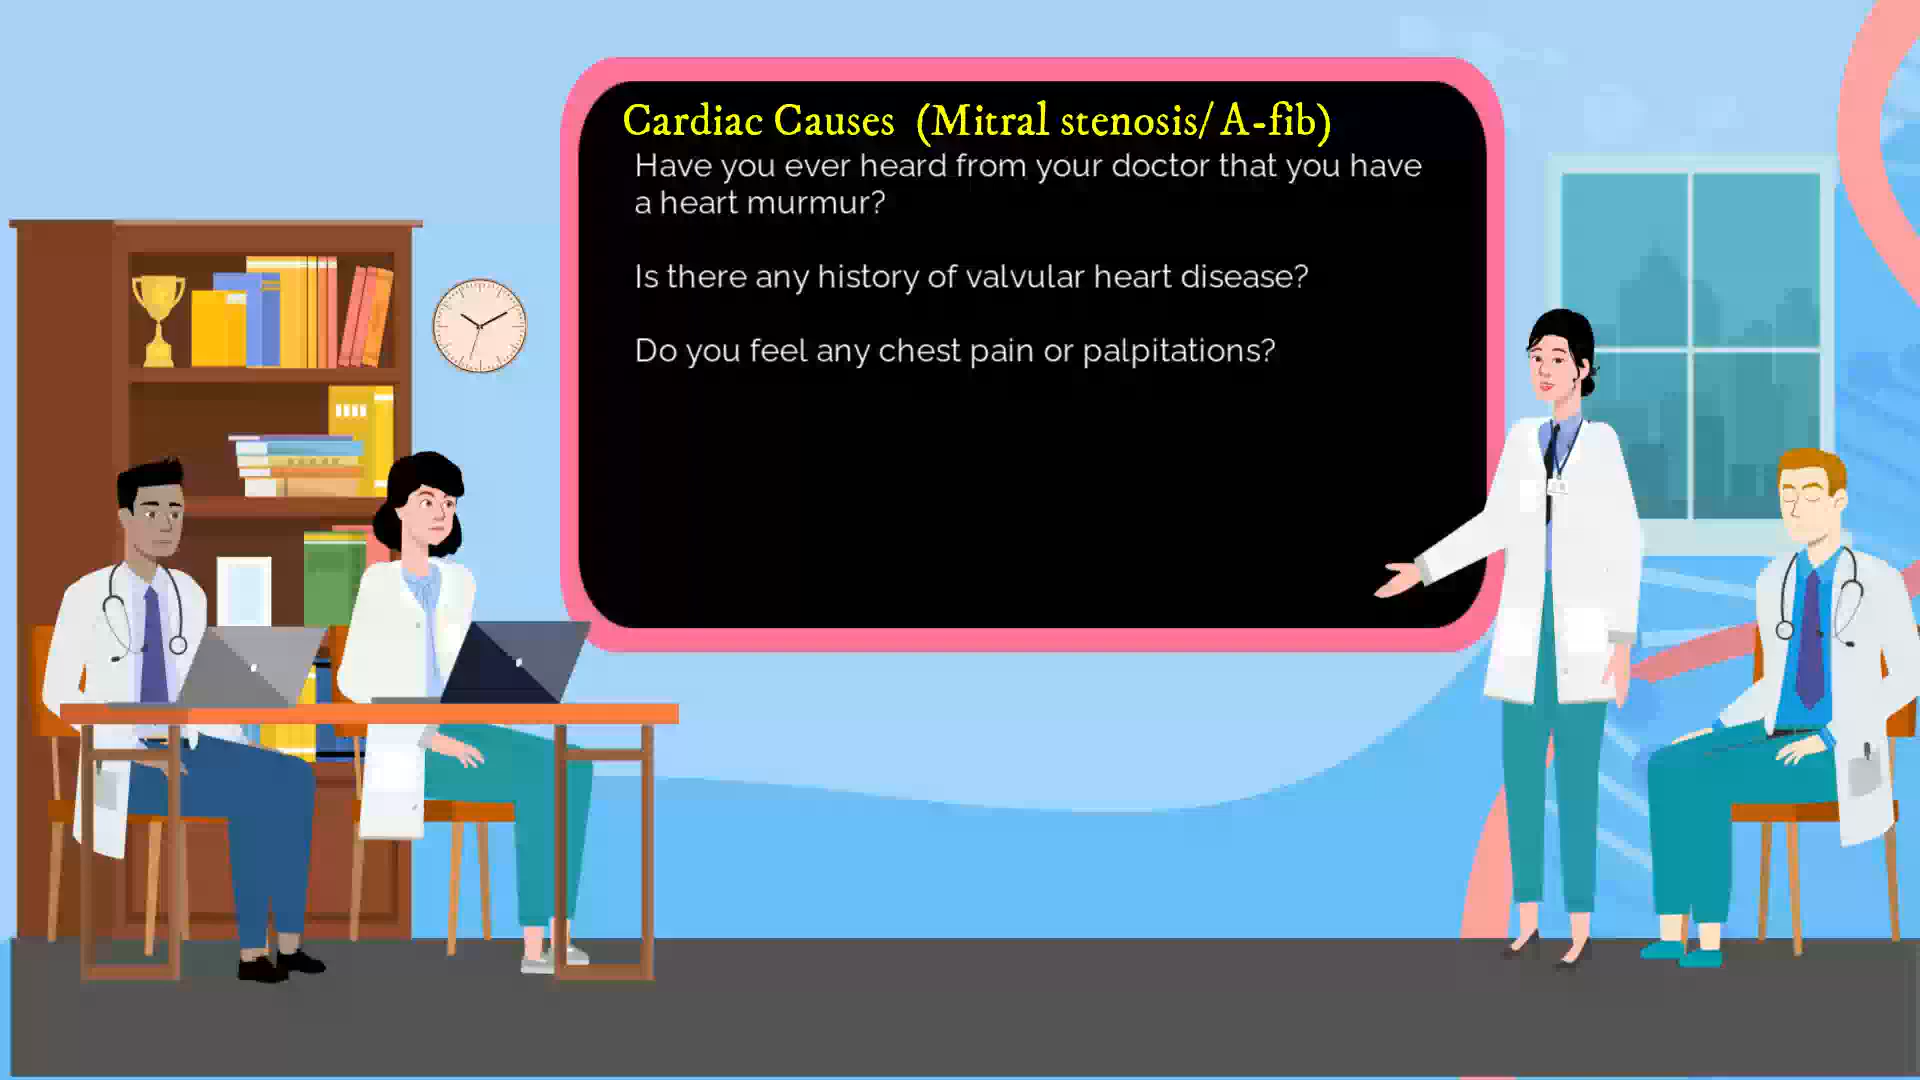 Cardiac Causes (Mitral stenosis/ A-fib)
Have you ever heard from your doctor that you have
a heart murmur?
Is there any history of valvular heart disease?
Do you feel any chest pain or palpitations?